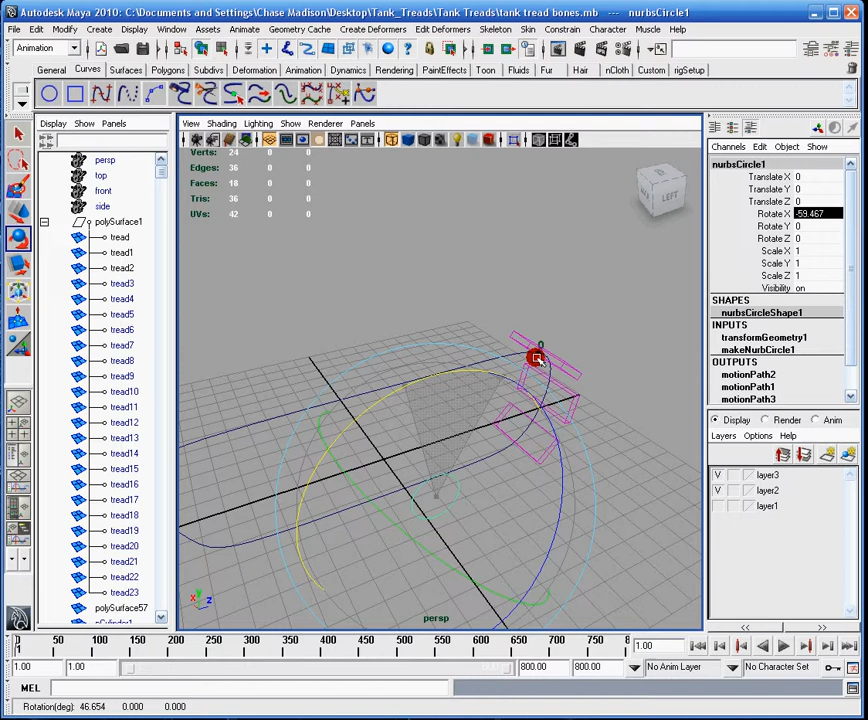 Autodesk Maya 2010: C:\Documents and Settings\Chase Madison\Desktop\Tank_Treads\Tank Treads\tank tread bones.mb --- nurbsCircle1
File Edit Modify Create Display Window Assets Animate Geometry Cache Create Deformers Edit Deformers Skeleton Skin Constrain Character Muscle Help
Animation
General Curves Surfaces Polygons Subdivs Deformation Animation Dynamics Rendering PaintEffects Toon Fluids Fur Hair nCloth Custom rigSetup
Display Show Panels
View Shading Lighting Show Renderer Panels
Channels Edit Object Show
persp
top
front
side
polySurface1
tread
tread1
tread2
tread3
tread4
tread5
tread6
tread7
tread8
tread9
tread10
tread11
tread12
tread13
tread14
tread15
tread16
tread17
tread18
tread19
tread20
tread21
tread22
tread23
polySurface57
Verts: 24 0 0
Edges: 36 0 0
Faces: 18 0 0
Tris: 36 0 0
UVs: 42 0 0
LEFT
0
y
x
z
persp
nurbsCircle1
Translate X 0
Translate Y 0
Translate Z 0
Rotate X -59.467
Rotate Y 0
Rotate Z 0
Scale X 1
Scale Y 1
Scale Z 1
Visibility on
SHAPES
nurbsCircleShape1
INPUTS
transformGeometry1
makeNurbCircle1
OUTPUTS
motionPath2
motionPath1
motionPath3
Display Render Anim
Layers Options Help
V layer3
V layer2
layer1
<< >>
1 50 100 150 200 250 300 350 400 450 500 550 600 650 700 750 8
1
1.00
1.00 1.00 800.00 800.00 No Anim Layer No Character Set
MEL
Rotation(deg): 46.654 0.000 0.000